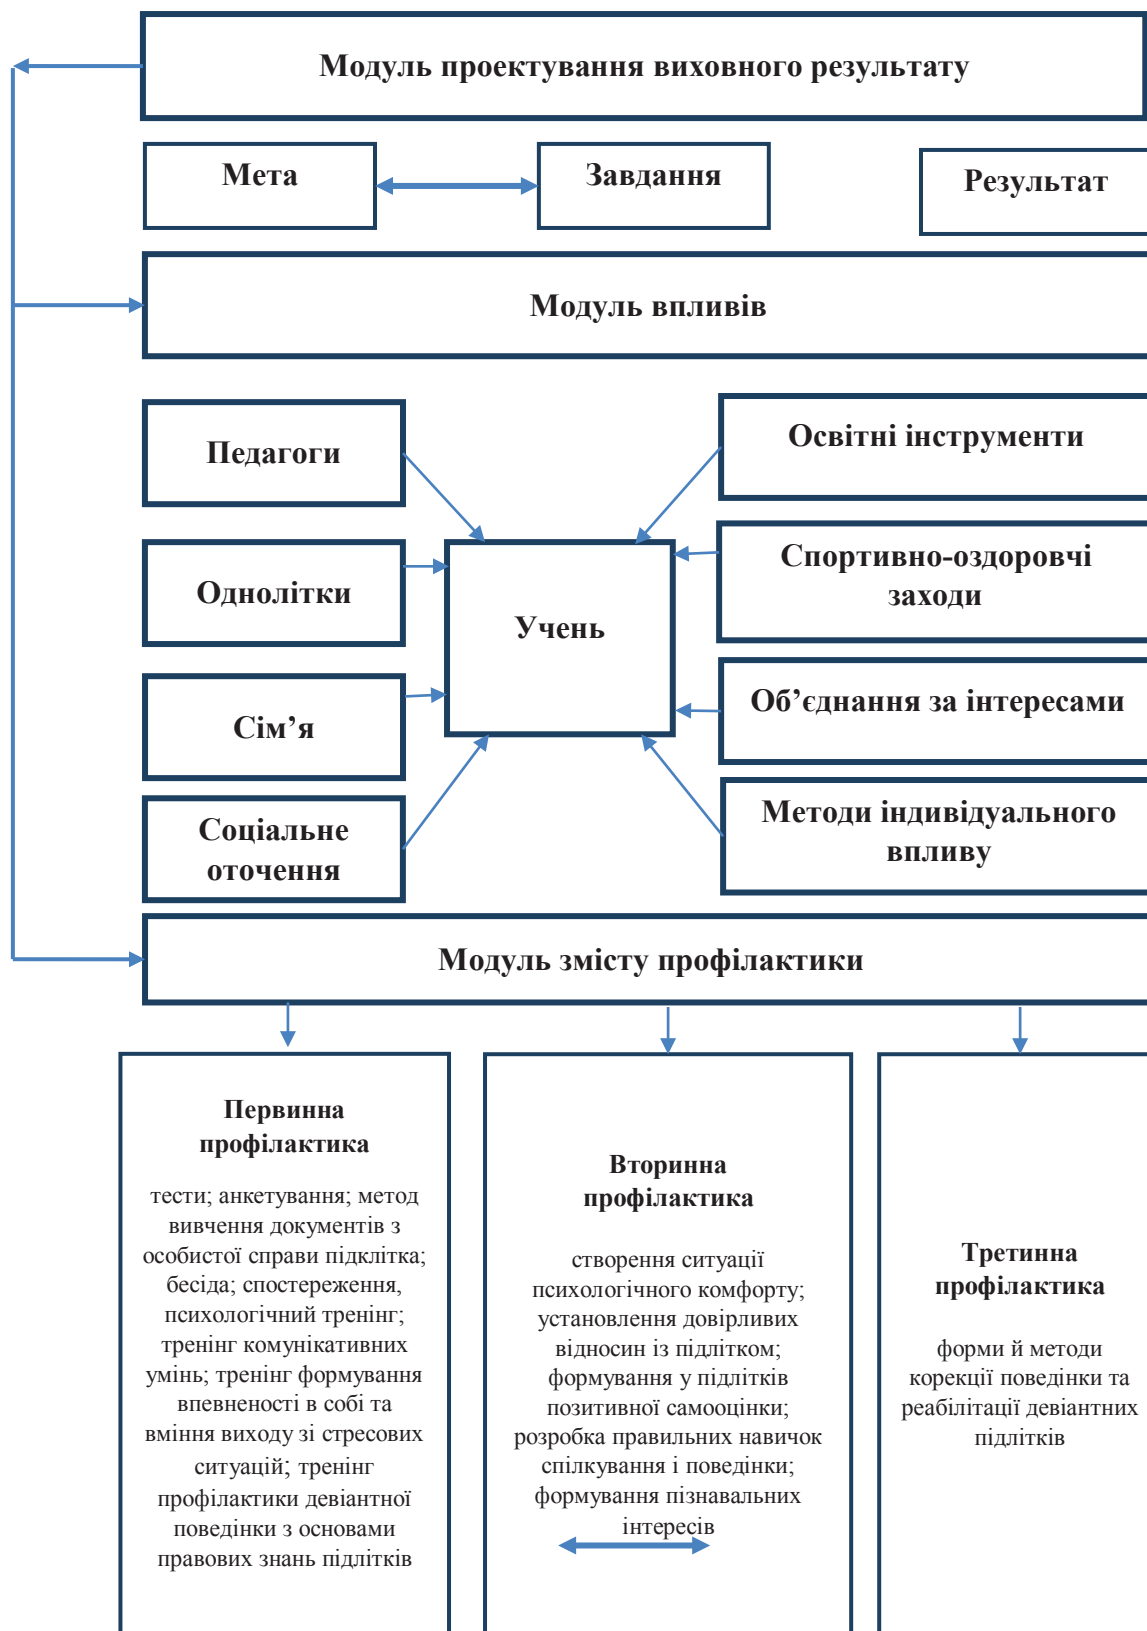 Модуль проектування виховного результату
Мета
Завдання
Результат
Модуль впливів
Педагоги
Освітні інструменти
Однолітки
Учень
Спортивно-оздоровчі
заходи
Сім’я
Об’єднання за інтересами
Соціальне
оточення
Методи індивідуального
впливу
Модуль змісту профілактики
Первинна
профілактика
тести; анкетування; метод
вивчення документів з
особистої справи підклітка;
бесіда; спостереження,
психологічний тренінг;
тренінг комунікативних
умінь; тренінг формування
впевненості в собі та
вміння виходу зі стресових
ситуацій; тренінг
профілактики девіантної
поведінки з основами
правових знань підлітків
Вторинна
профілактика
створення ситуації
психологічного комфорту;
установлення довірливих
відносин із підлітком;
формування у підлітків
позитивної самооцінки;
розробка правильних навичок
спілкування і поведінки;
формування пізнавальних
інтересів
Третинна
профілактика
форми й методи
корекції поведінки та
реабілітації девіантних
підлітків